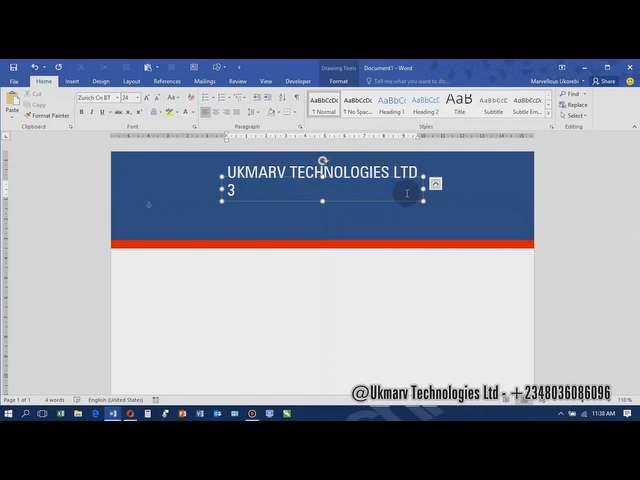 Drawing Tools
Document1 - Word
File
Home
Insert
Design
Layout
References
Mailings
Review
View
Developer
Format
Tell me what you want to do...
Marvellous Ukorebi
Share
Paste
Cut
Copy
Format Painter
Clipboard
Zurich Cn BT
24
Font
Paragraph
AaBbCcDc
¶ Normal
AaBbCcDc
¶ No Spac...
AaBbCc
Heading 1
AaBbCcC
Heading 2
AaB
Title
AaBbCcD
Subtitle
AaBbCcDt
Subtle Em...
Styles
Find
Replace
Select
Editing
UKMARV TECHNOLOGIES LTD
3
@Ukmarv Technologies Ltd - + 2348036086096
Page 1 of 1
4 words
English (United States)
110 %
11:38 AM